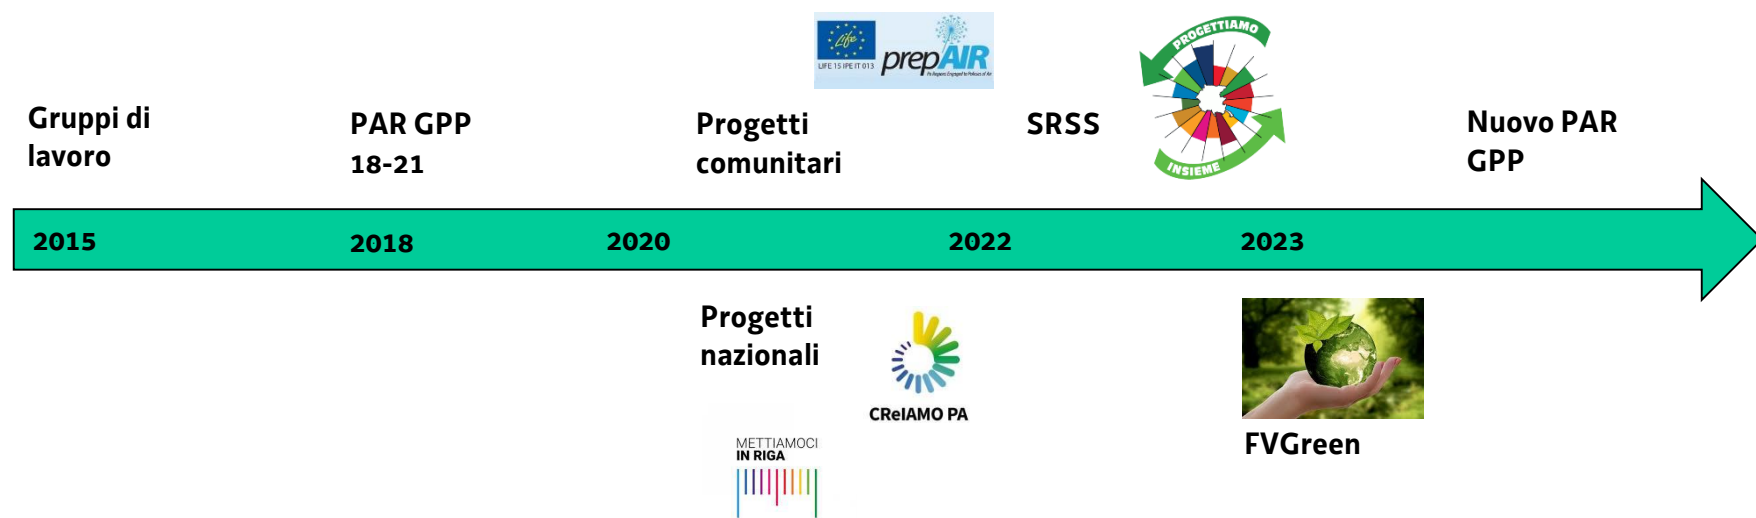 Life
LIFE 15 IPE IT 013
prepAIR
PROGETTIAMO
INSIEME
Gruppi di
lavoro
PAR GPP
18-21
Progetti
comunitari
SRSS
Nuovo PAR
GPP
2015
2018
2020
2022
2023
Progetti
nazionali
CReIAMO PA
METTIAMOCI
IN RIGA
FVGreen